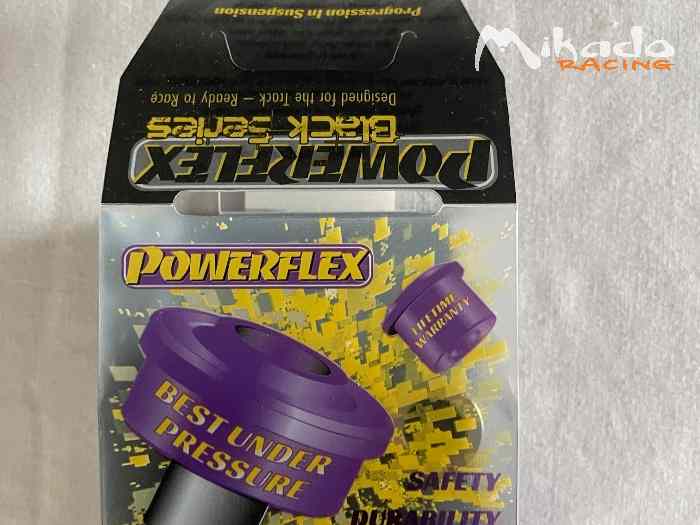 Mikado
RACING
Progression In Suspension
Designed for the Track — Ready to Race
Black Series
POWERFLEX
POWERFLEX
LIFETIME
WARRANTY
BEST UNDER
PRESSURE
SAFETY
DURABILITY